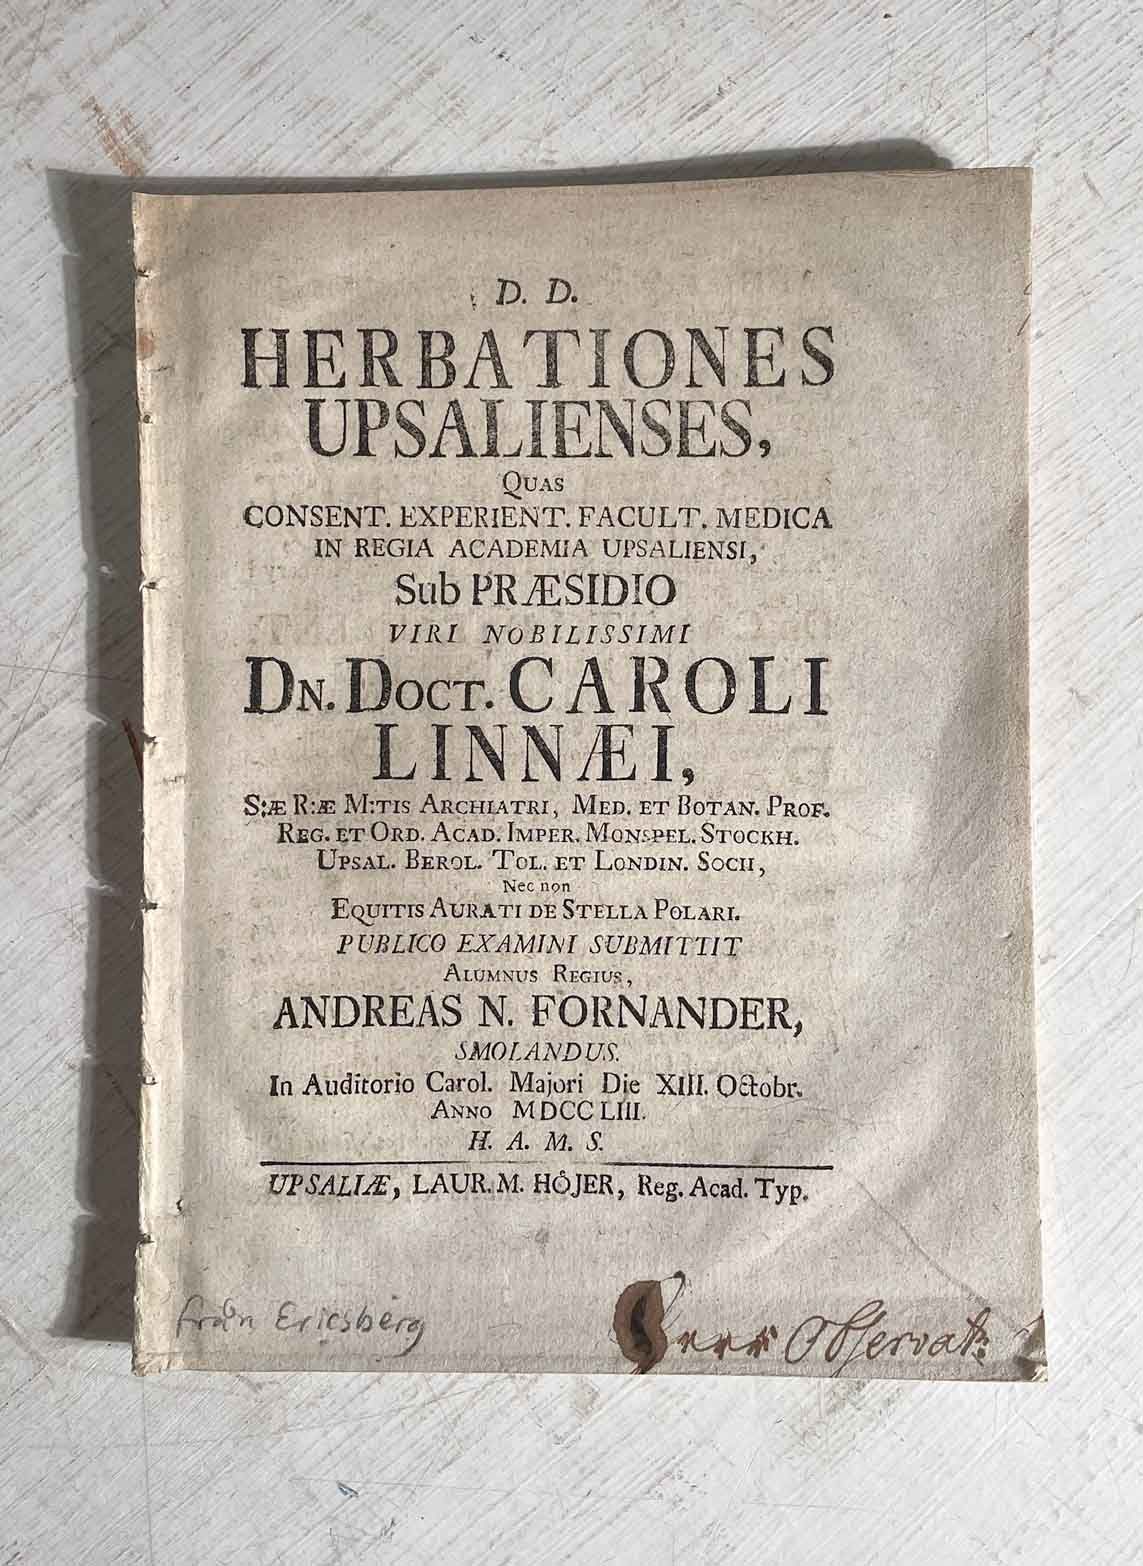 D. D.
HERBATIONES
UPSALIENSES,
QUAS
CONSENT. EXPERIENT. FACULT. MEDICA
IN REGIA ACADEMIA UPSALIENSI,
Sub PRÆSIDIO
VIRI NOBILISSIMI
DN. DOCT. CAROLI
LINNÆI,
S:Æ R:Æ M:TIS ARCHIATRI, MED. ET BOTAN. PROF.
REG. ET ORD. ACAD. IMPER. MONSPEL. STOCKH.
UPSAL. BEROL. TOL. ET LONDIN. SOCII,
Nec non
EQUITIS AURATI DE STELLA POLARI.
PUBLICO EXAMINI SUBMITTIT
ALUMNUS REGIUS,
ANDREAS N. FORNANDER,
SMOLANDUS.
In Auditorio Carol. Majori Die XIII. Octobr.
ANNO MDCCLIII.
H. A. M. S.
UPSALIÆ, LAUR. M. HÖJER, Reg. Acad. Typ.
från Ericsberg
Observat: